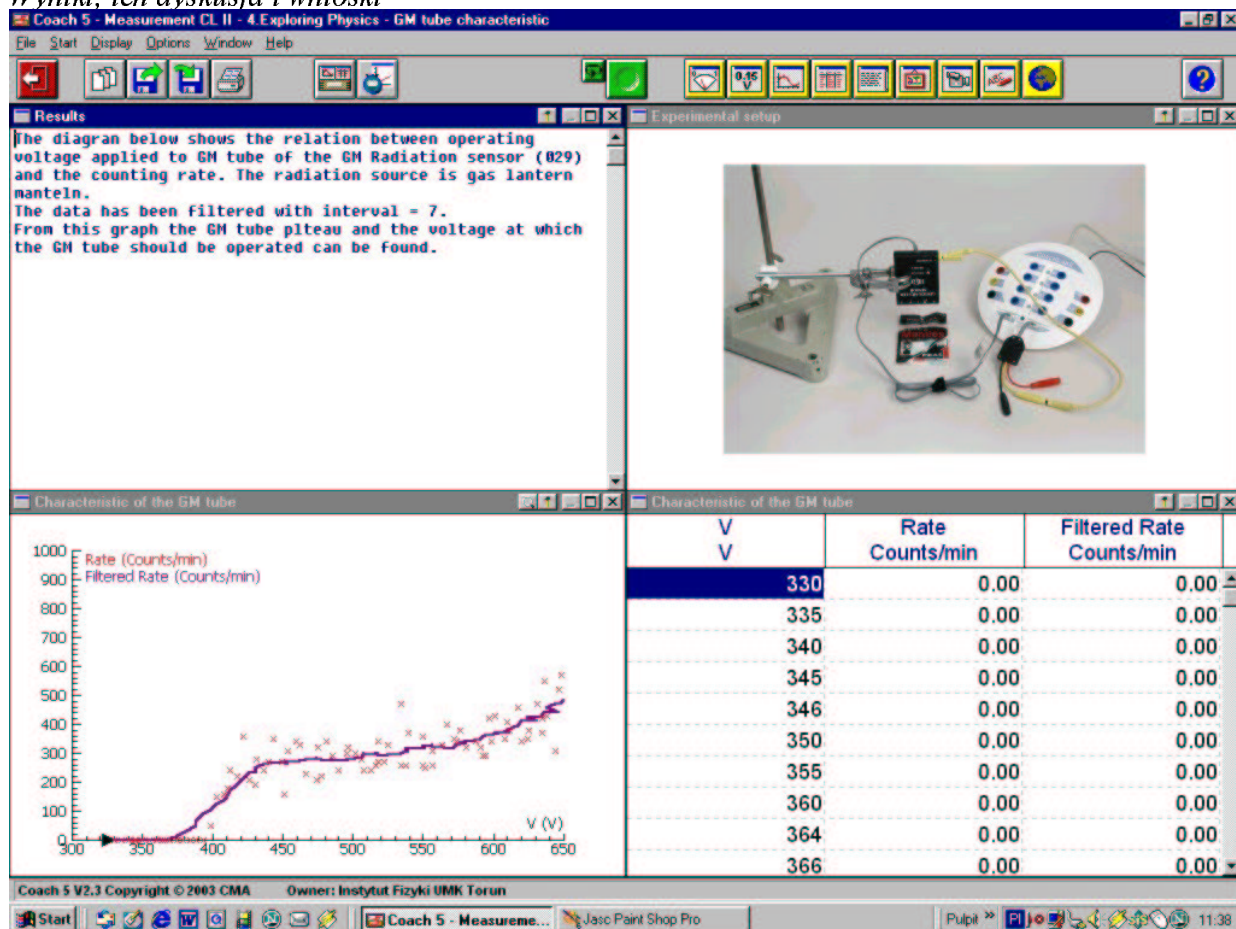 Wyniki, ich dyskusja i wnioski
Coach 5 - Measurement CL II - 4.Exploring Physics - GM tube characteristic
File Start Display Options Window Help
0.15
V
Results
The diagran below shows the relation between operating
voltage applied to GM tube of the GM Radiation sensor (029)
and the counting rate. The radiation source is gas lantern
manteln.
The data has been filtered with interval = 7.
From this graph the GM tube plteau and the voltage at which
the GM tube should be operated can be found.
Experimental setup
Characteristic of the GM tube
1000
900
800
700
600
500
400
300
200
100
0
Rate (Counts/min)
Filtered Rate (Counts/min)
V (V)
300 350 400 450 500 550 600 650
Characteristic of the GM tube
V Rate Filtered Rate
V Counts/min Counts/min
330 0.00 0.00
335 0.00 0.00
340 0.00 0.00
345 0.00 0.00
346 0.00 0.00
350 0.00 0.00
355 0.00 0.00
360 0.00 0.00
364 0.00 0.00
366 0.00 0.00
Coach 5 V2.3 Copyright © 2003 CMA Owner: Instytut Fizyki UMK Torun
Start Coach 5 - Measureme... Jasc Paint Shop Pro Pulpit » Pl 11:38